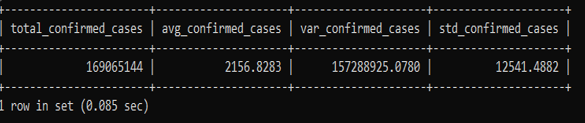 +-----------------------+---------------------+---------------------+---------------------+
| total_confirmed_cases | avg_confirmed_cases | var_confirmed_cases | std_confirmed_cases |
+-----------------------+---------------------+---------------------+---------------------+
| 169065144 | 2156.8283 | 157288925.0780 | 12541.4882 |
+-----------------------+---------------------+---------------------+---------------------+
1 row in set (0.085 sec)